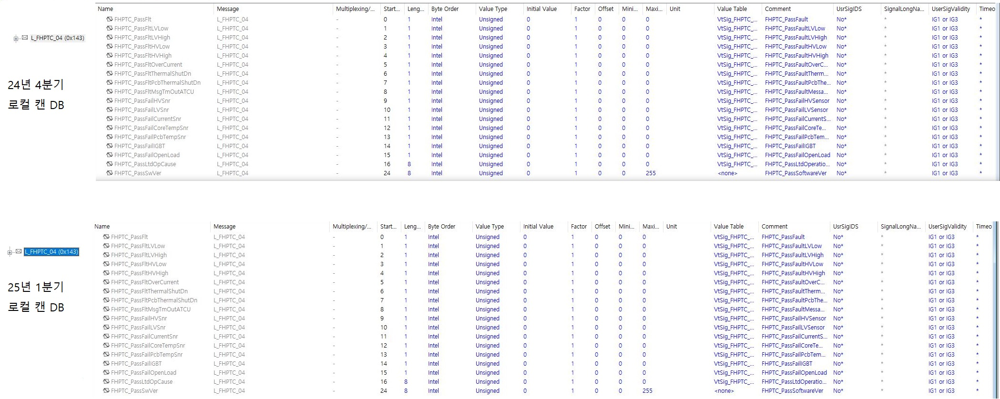 Name Message Multiplexing/... Start... Leng... Byte Order Value Type Initial Value Factor Offset Mini... Maxi... Unit Value Table Comment UsrSigIDS SignalLongNa... UserSigValidity Timeo
FHPTC_PassFlt L_FHPTC_04 - 0 1 Intel Unsigned 0 1 0 0 0 VtSig_FHPTC_... FHPTC_PassFault No* * IG1 or IG3 *
FHPTC_PassFltLVLow L_FHPTC_04 - 1 1 Intel Unsigned 0 1 0 0 0 VtSig_FHPTC_... FHPTC_PassFaultLVLow No* * IG1 or IG3 *
L_FHPTC_04 (0x143)
FHPTC_PassFltLVHigh L_FHPTC_04 - 2 1 Intel Unsigned 0 1 0 0 0 VtSig_FHPTC_... FHPTC_PassFaultLVHigh No* * IG1 or IG3 *
FHPTC_PassFltHVLow L_FHPTC_04 - 3 1 Intel Unsigned 0 1 0 0 0 VtSig_FHPTC_... FHPTC_PassFaultHVLow No* * IG1 or IG3 *
FHPTC_PassFltHVHigh L_FHPTC_04 - 4 1 Intel Unsigned 0 1 0 0 0 VtSig_FHPTC_... FHPTC_PassFaultHVHigh No* * IG1 or IG3 *
FHPTC_PassFltOverCurrent L_FHPTC_04 - 5 1 Intel Unsigned 0 1 0 0 0 VtSig_FHPTC_... FHPTC_PassFaultOverC... No* * IG1 or IG3 *
FHPTC_PassFltThermalShutDn L_FHPTC_04 - 6 1 Intel Unsigned 0 1 0 0 0 VtSig_FHPTC_... FHPTC_PassFaultTherm... No* * IG1 or IG3 *
FHPTC_PassFltPcbThermalShutDn L_FHPTC_04 - 7 1 Intel Unsigned 0 1 0 0 0 VtSig_FHPTC_... FHPTC_PassFaultPcbThe... No* * IG1 or IG3 *
24년 4분기
FHPTC_PassFltMsgTmOutATCU L_FHPTC_04 - 8 1 Intel Unsigned 0 1 0 0 0 VtSig_FHPTC_... FHPTC_PassFaultMessa... No* * IG1 or IG3 *
FHPTC_PassFailHVSnr L_FHPTC_04 - 9 1 Intel Unsigned 0 1 0 0 0 VtSig_FHPTC_... FHPTC_PassFailHVSensor No* * IG1 or IG3 *
로컬 캔 DB
FHPTC_PassFailLVSnr L_FHPTC_04 - 10 1 Intel Unsigned 0 1 0 0 0 VtSig_FHPTC_... FHPTC_PassFailLVSensor No* * IG1 or IG3 *
FHPTC_PassFailCurrentSnr L_FHPTC_04 - 11 1 Intel Unsigned 0 1 0 0 0 VtSig_FHPTC_... FHPTC_PassFailCurrentS... No* * IG1 or IG3 *
FHPTC_PassFailCoreTempSnr L_FHPTC_04 - 12 1 Intel Unsigned 0 1 0 0 0 VtSig_FHPTC_... FHPTC_PassFailCoreTe... No* * IG1 or IG3 *
FHPTC_PassFailPcbTempSnr L_FHPTC_04 - 13 1 Intel Unsigned 0 1 0 0 0 VtSig_FHPTC_... FHPTC_PassFailPcbTem... No* * IG1 or IG3 *
FHPTC_PassFailIGBT L_FHPTC_04 - 14 1 Intel Unsigned 0 1 0 0 0 VtSig_FHPTC_... FHPTC_PassFailIGBT No* * IG1 or IG3 *
FHPTC_PassFailOpenLoad L_FHPTC_04 - 15 1 Intel Unsigned 0 1 0 0 0 VtSig_FHPTC_... FHPTC_PassFailOpenLoad No* * IG1 or IG3 *
FHPTC_PassLtdOpCause L_FHPTC_04 - 16 8 Intel Unsigned 0 1 0 0 0 VtSig_FHPTC_... FHPTC_PassLtdOperatio... No* * IG1 or IG3 *
FHPTC_PassSwVer L_FHPTC_04 - 24 8 Intel Unsigned 0 1 0 0 255 <none> FHPTC_PassSoftwareVer No* * IG1 or IG3 *
Name Message Multiplexing/... Start... Leng... Byte Order Value Type Initial Value Factor Offset Mini... Maxi... Unit Value Table Comment UsrSigIDS SignalLongNa... UserSigValidity Timeo
FHPTC_PassFlt L_FHPTC_04 - 0 1 Intel Unsigned 0 1 0 0 0 VtSig_FHPTC_... FHPTC_PassFault No* * IG1 or IG3 *
FHPTC_PassFltLVLow L_FHPTC_04 - 1 1 Intel Unsigned 0 1 0 0 0 VtSig_FHPTC_... FHPTC_PassFaultLVLow No* * IG1 or IG3 *
L_FHPTC_04 (0x143)
FHPTC_PassFltLVHigh L_FHPTC_04 - 2 1 Intel Unsigned 0 1 0 0 0 VtSig_FHPTC_... FHPTC_PassFaultLVHigh No* * IG1 or IG3 *
FHPTC_PassFltHVLow L_FHPTC_04 - 3 1 Intel Unsigned 0 1 0 0 0 VtSig_FHPTC_... FHPTC_PassFaultHVLow No* * IG1 or IG3 *
FHPTC_PassFltHVHigh L_FHPTC_04 - 4 1 Intel Unsigned 0 1 0 0 0 VtSig_FHPTC_... FHPTC_PassFaultHVHigh No* * IG1 or IG3 *
FHPTC_PassFltOverCurrent L_FHPTC_04 - 5 1 Intel Unsigned 0 1 0 0 0 VtSig_FHPTC_... FHPTC_PassFaultOverC... No* * IG1 or IG3 *
25년 1분기
FHPTC_PassFltThermalShutDn L_FHPTC_04 - 6 1 Intel Unsigned 0 1 0 0 0 VtSig_FHPTC_... FHPTC_PassFaultTherm... No* * IG1 or IG3 *
FHPTC_PassFltPcbThermalShutDn L_FHPTC_04 - 7 1 Intel Unsigned 0 1 0 0 0 VtSig_FHPTC_... FHPTC_PassFaultPcbThe... No* * IG1 or IG3 *
로컬 캔 DB
FHPTC_PassFltMsgTmOutATCU L_FHPTC_04 - 8 1 Intel Unsigned 0 1 0 0 0 VtSig_FHPTC_... FHPTC_PassFaultMessa... No* * IG1 or IG3 *
FHPTC_PassFailHVSnr L_FHPTC_04 - 9 1 Intel Unsigned 0 1 0 0 0 VtSig_FHPTC_... FHPTC_PassFailHVSensor No* * IG1 or IG3 *
FHPTC_PassFailLVSnr L_FHPTC_04 - 10 1 Intel Unsigned 0 1 0 0 0 VtSig_FHPTC_... FHPTC_PassFailLVSensor No* * IG1 or IG3 *
FHPTC_PassFailCurrentSnr L_FHPTC_04 - 11 1 Intel Unsigned 0 1 0 0 0 VtSig_FHPTC_... FHPTC_PassFailCurrentS... No* * IG1 or IG3 *
FHPTC_PassFailCoreTempSnr L_FHPTC_04 - 12 1 Intel Unsigned 0 1 0 0 0 VtSig_FHPTC_... FHPTC_PassFailCoreTe... No* * IG1 or IG3 *
FHPTC_PassFailPcbTempSnr L_FHPTC_04 - 13 1 Intel Unsigned 0 1 0 0 0 VtSig_FHPTC_... FHPTC_PassFailPcbTem... No* * IG1 or IG3 *
FHPTC_PassFailIGBT L_FHPTC_04 - 14 1 Intel Unsigned 0 1 0 0 0 VtSig_FHPTC_... FHPTC_PassFailIGBT No* * IG1 or IG3 *
FHPTC_PassFailOpenLoad L_FHPTC_04 - 15 1 Intel Unsigned 0 1 0 0 0 VtSig_FHPTC_... FHPTC_PassFailOpenLoad No* * IG1 or IG3 *
FHPTC_PassLtdOpCause L_FHPTC_04 - 16 8 Intel Unsigned 0 1 0 0 0 VtSig_FHPTC_... FHPTC_PassLtdOperatio... No* * IG1 or IG3 *
FHPTC_PassSwVer L_FHPTC_04 - 24 8 Intel Unsigned 0 1 0 0 255 <none> FHPTC_PassSoftwareVer No* * IG1 or IG3 *